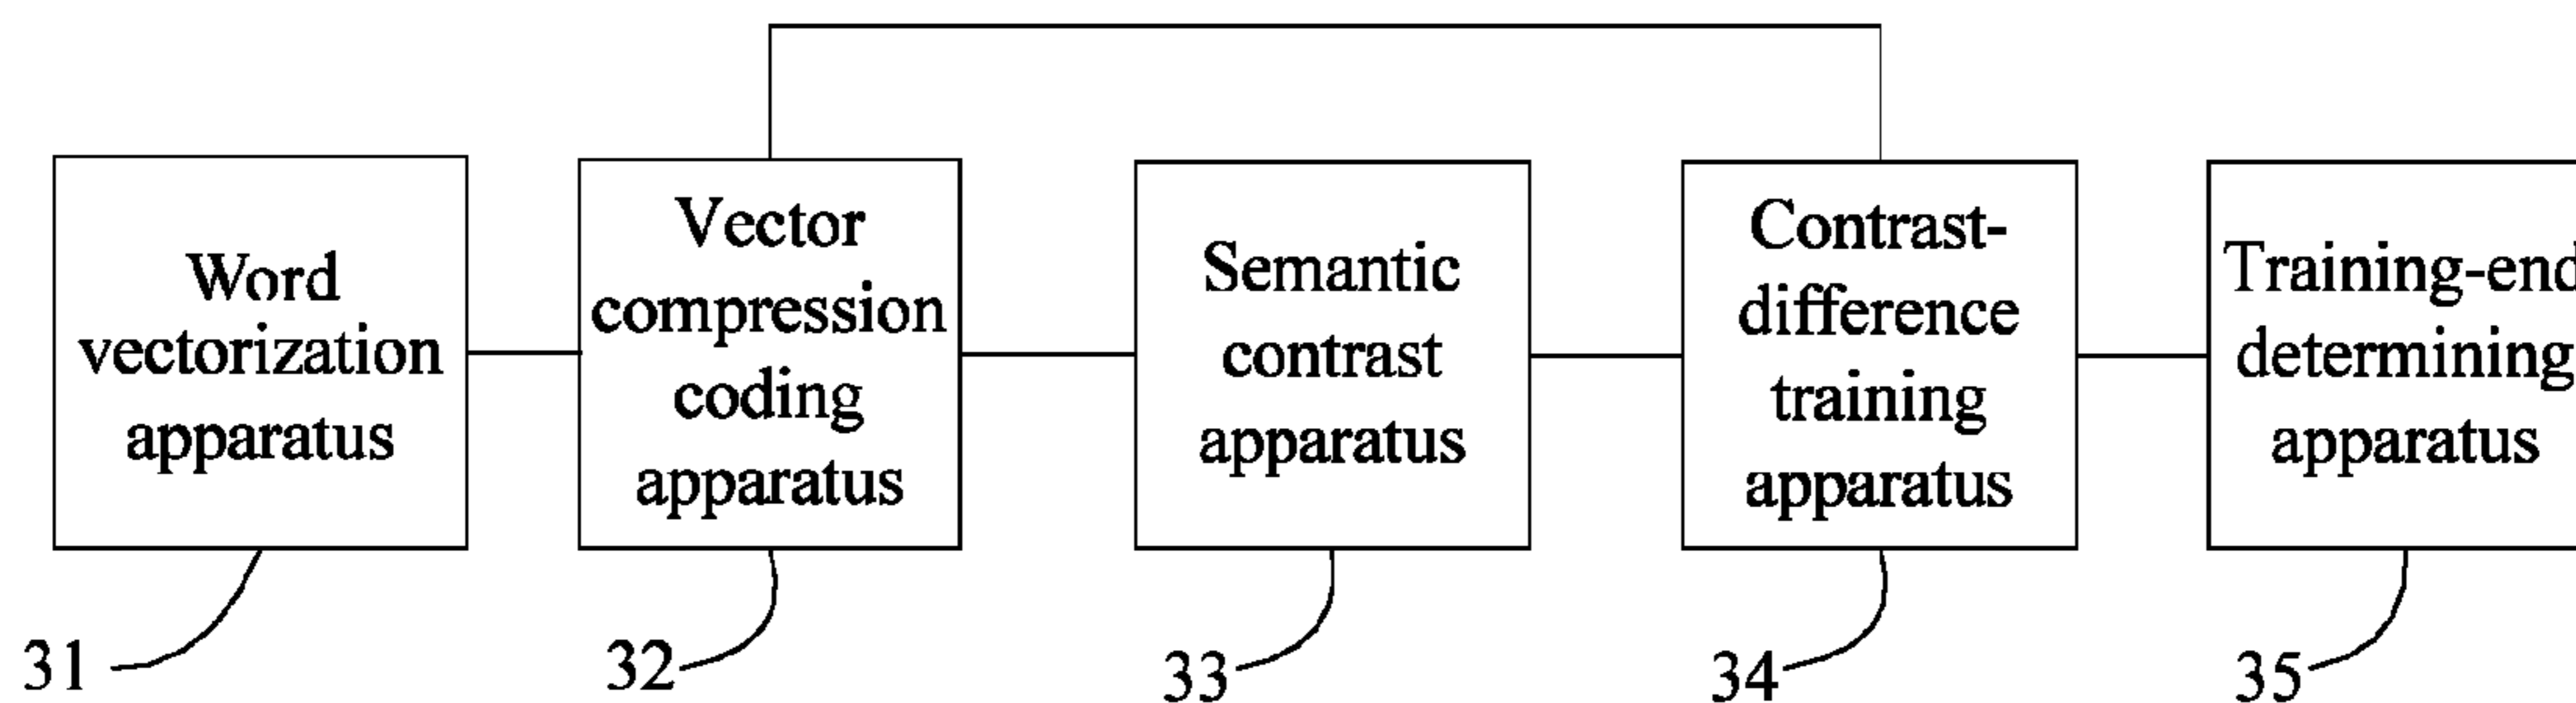 Word
vectorization
apparatus
Vector
compression
coding
apparatus
Semantic
contrast
apparatus
Contrast-
difference
training
apparatus
Training-end
determining
apparatus
31
32
33
34
35